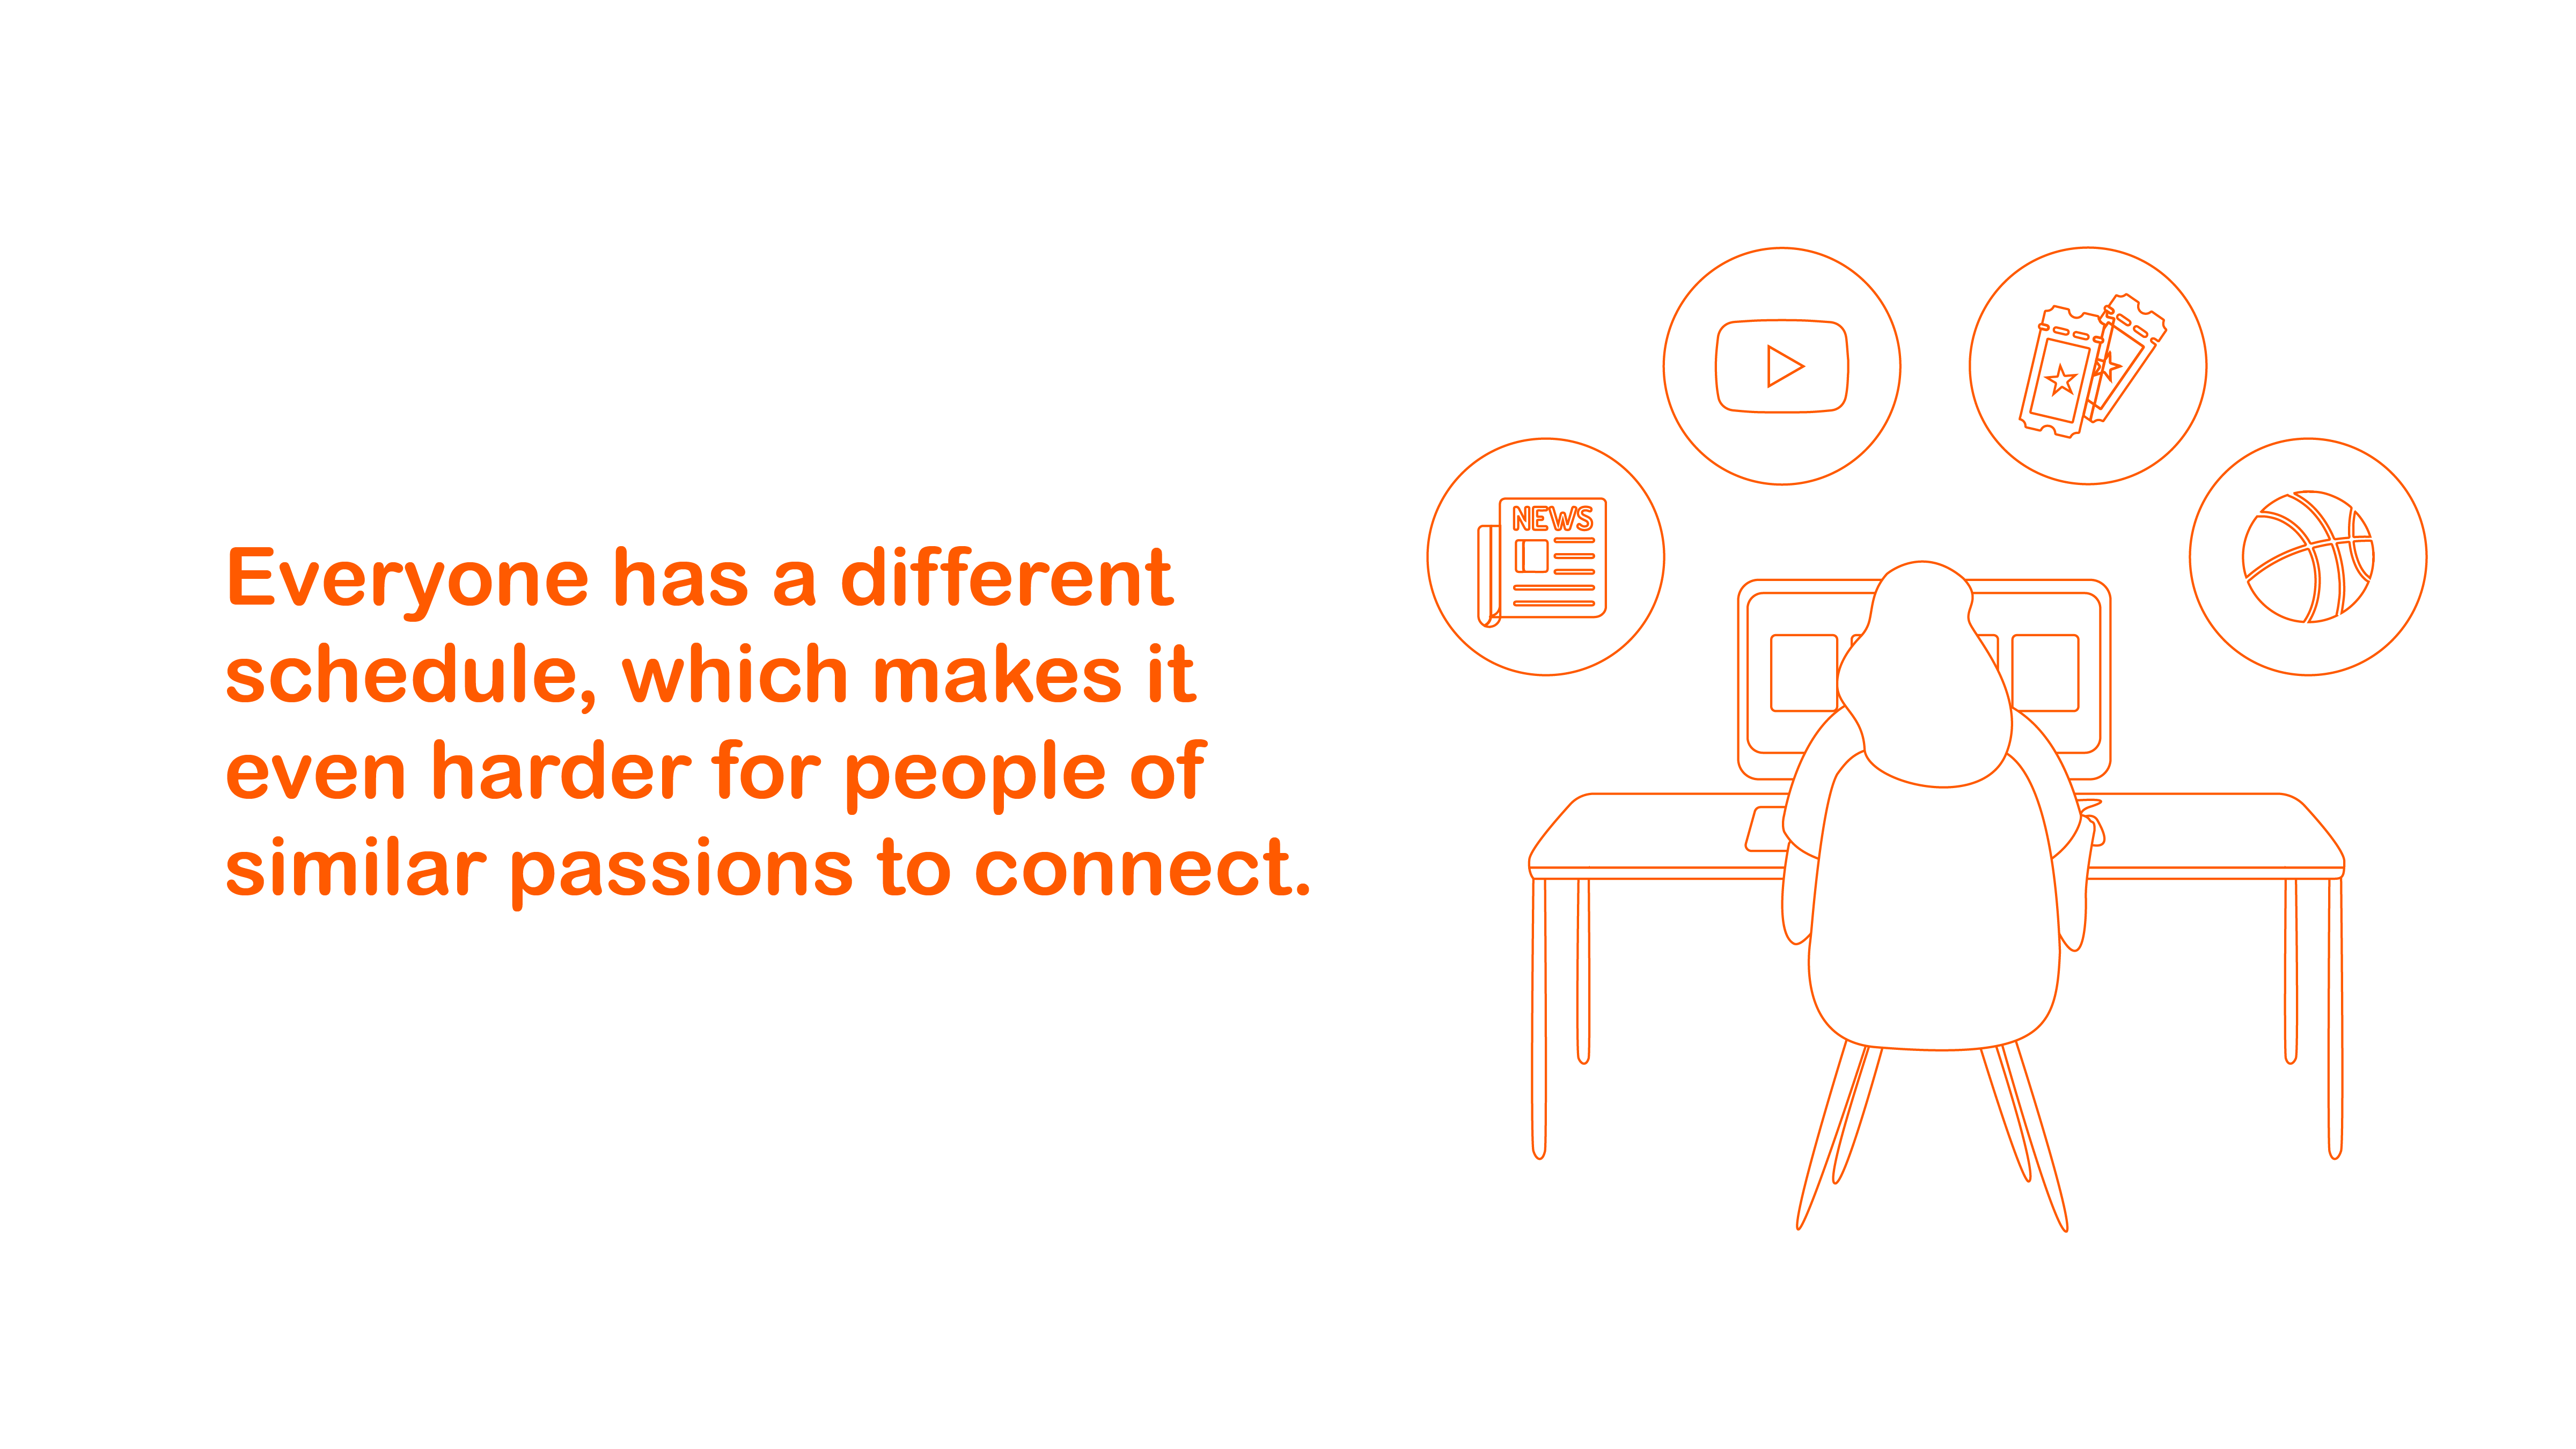 Everyone has a different
schedule, which makes it
even harder for people of
similar passions to connect.
NEWS